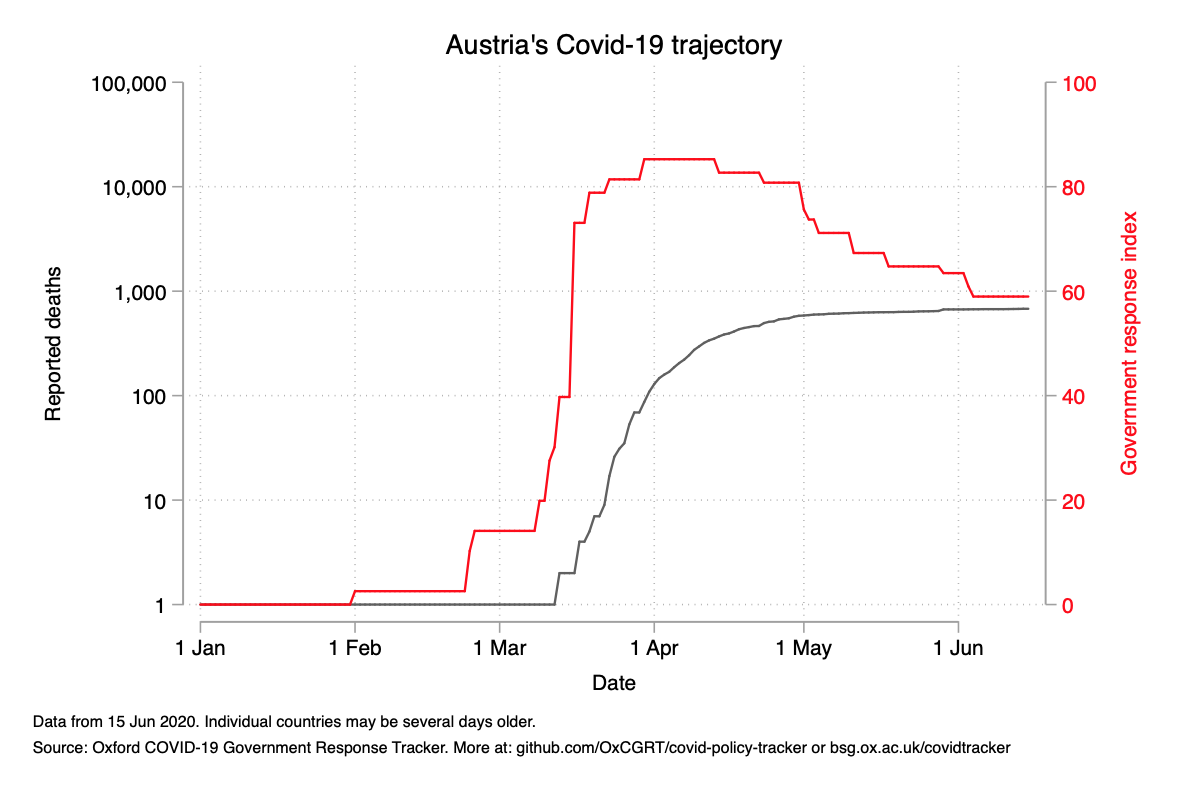 Austria's Covid-19 trajectory
100,000
10,000
1,000
100
10
1
Reported deaths
100
80
60
40
20
0
Government response index
1 Jan
1 Feb
1 Mar
1 Apr
1 May
1 Jun
Date
Data from 15 Jun 2020. Individual countries may be several days older.
Source: Oxford COVID-19 Government Response Tracker. More at: github.com/OxCGRT/covid-policy-tracker or bsg.ox.ac.uk/covidtracker